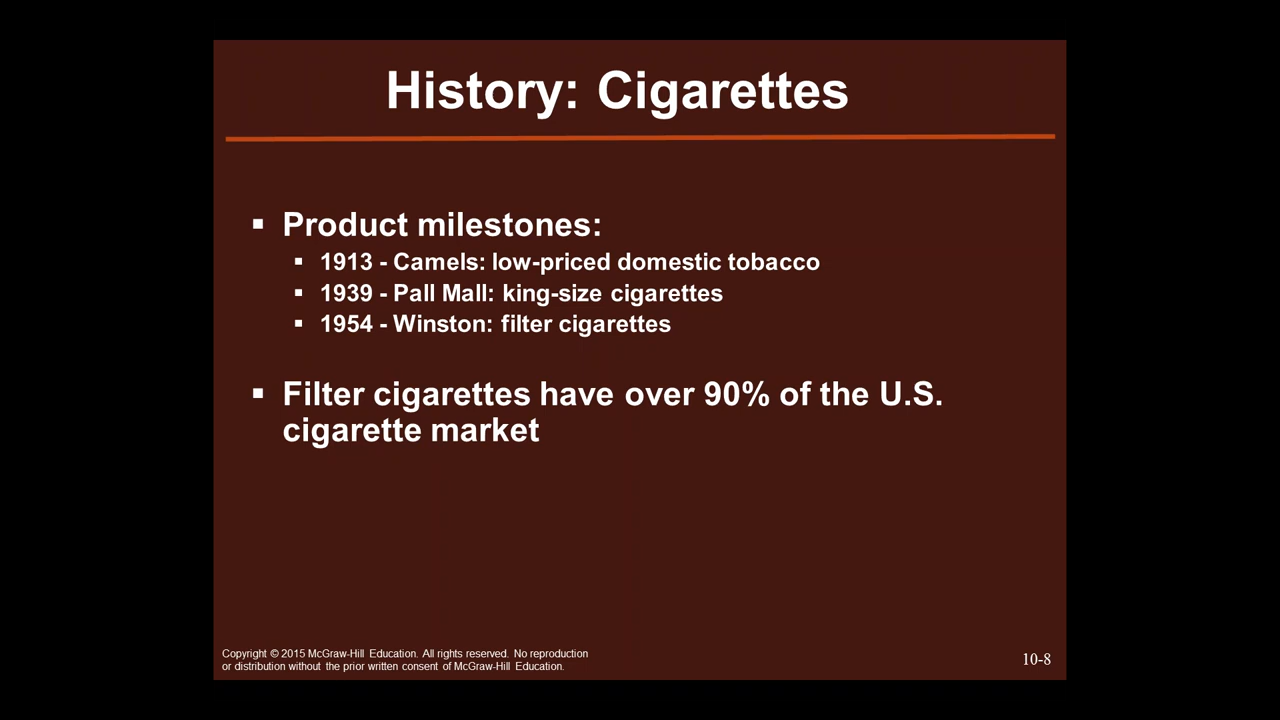 History: Cigarettes
▪ Product milestones:
▪ 1913 - Camels: low-priced domestic tobacco
▪ 1939 - Pall Mall: king-size cigarettes
▪ 1954 - Winston: filter cigarettes
▪ Filter cigarettes have over 90% of the U.S.
cigarette market
Copyright © 2015 McGraw-Hill Education. All rights reserved. No reproduction
or distribution without the prior written consent of McGraw-Hill Education.
10-8